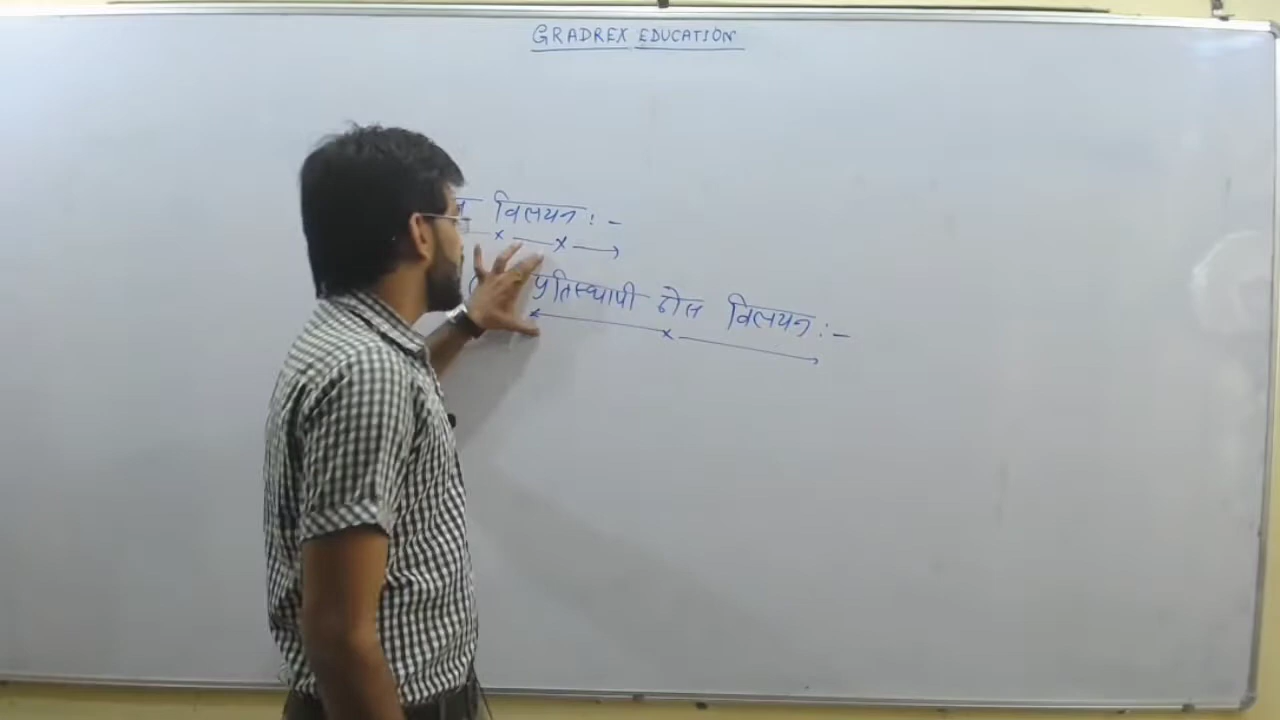 GRADREX EDUCATION
विलयन : -
प्रतिस्थापी ठोस विलयन : -